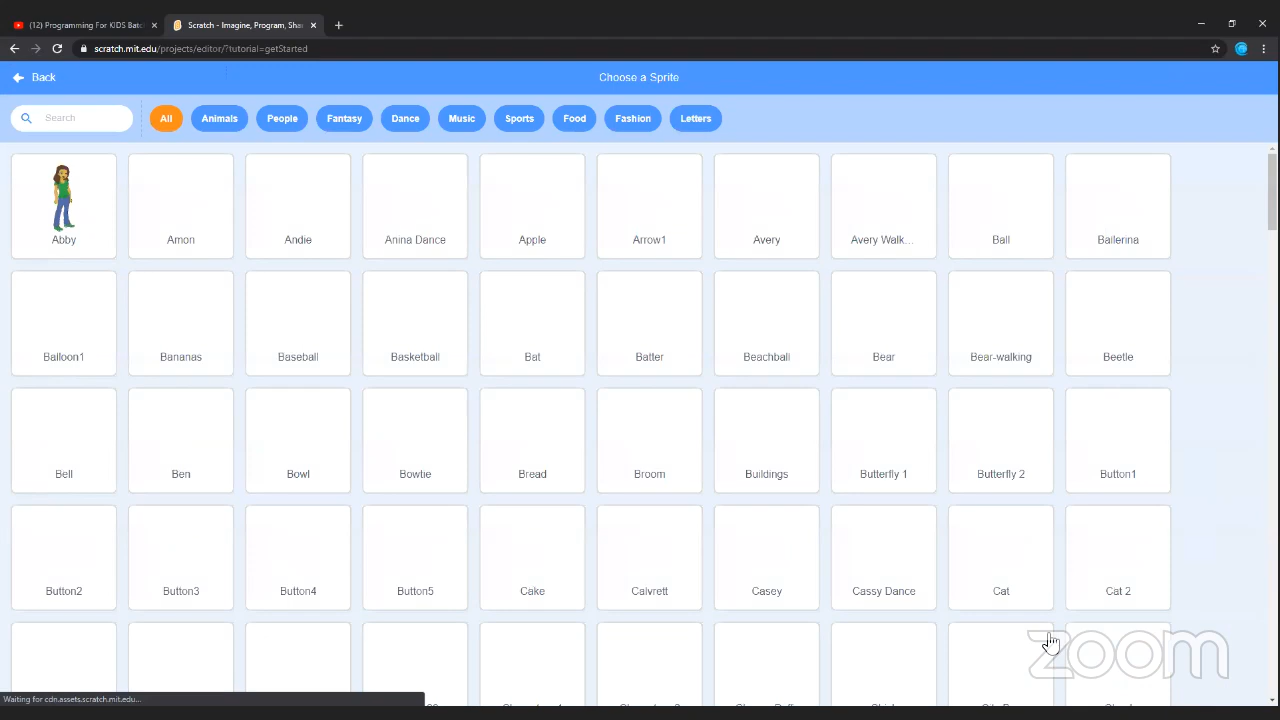 (12) Programming For KIDS Batc
Scratch - Imagine, Program, Sha
scratch.mit.edu/projects/editor/?tutorial=getStarted
Back
Choose a Sprite
Search
All
Animals
People
Fantasy
Dance
Music
Sports
Food
Fashion
Letters
Abby
Amon
Andie
Anina Dance
Apple
Arrow1
Avery
Avery Walk...
Ball
Ballerina
Balloon1
Bananas
Baseball
Basketball
Bat
Batter
Beachball
Bear
Bear-walking
Beetle
Bell
Ben
Bowl
Bowtie
Bread
Broom
Buildings
Butterfly 1
Butterfly 2
Button1
Button2
Button3
Button4
Button5
Cake
Calvrett
Casey
Cassy Dance
Cat
Cat 2
zoom
Waiting for cdn.assets.scratch.mit.edu...